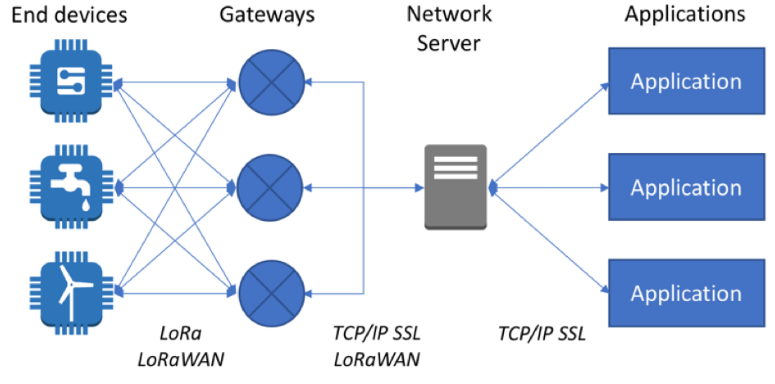 End devices
Gateways
Network
Server
Applications
Application
Application
Application
LoRa
LoRaWAN
TCP/IP SSL
LoRaWAN
TCP/IP SSL